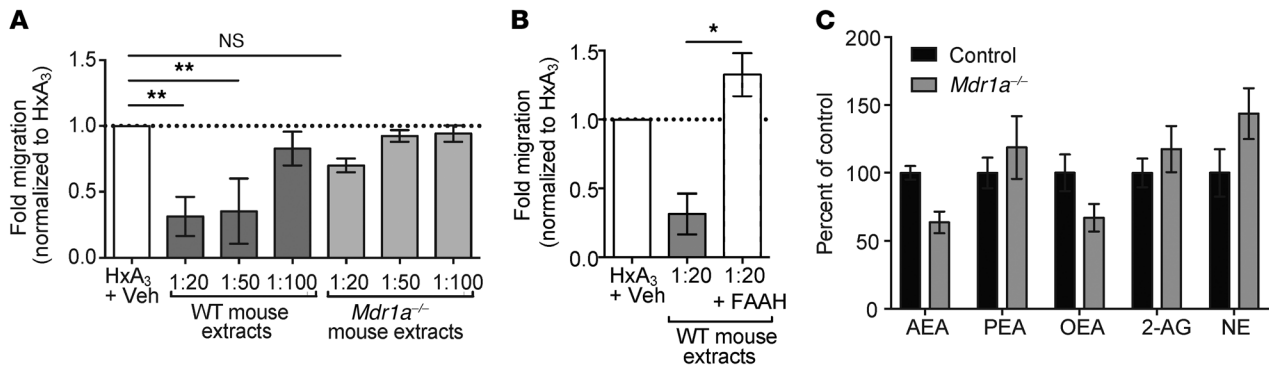 A
NS
**
**
Fold migration
(normalized to HxA₃)
1.5
1.0
0.5
0.0
HxA₃
+ Veh
1:20
1:50
1:100
1:20
1:50
1:100
WT mouse
extracts
Mdr1a⁻/⁻
mouse extracts
B
*
Fold migration
(normalized to HxA₃)
1.5
1.0
0.5
0.0
HxA₃
+ Veh
1:20
1:20
+ FAAH
WT mouse
extracts
C
Control
Mdr1a⁻/⁻
Percent of control
200
150
100
50
0
AEA
PEA
OEA
2-AG
NE